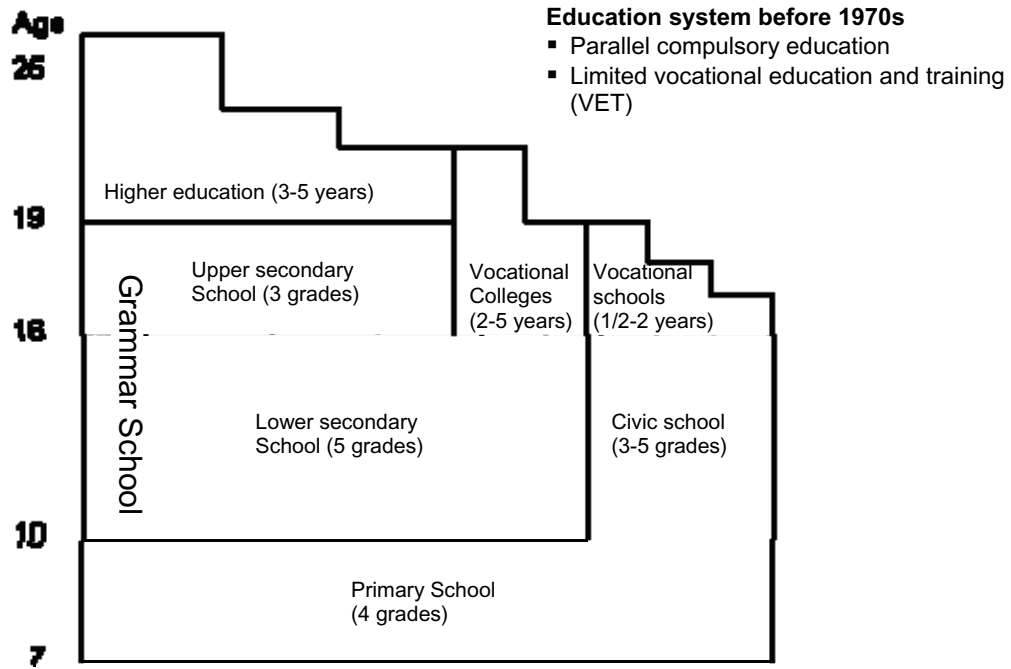 Education system before 1970s
▪ Parallel compulsory education
▪ Limited vocational education and training
(VET)
Age
25
Higher education (3-5 years)
19
Upper secondary
School (3 grades)
Vocational
Colleges
(2-5 years)
Vocational
schools
(1/2-2 years)
Grammar School
16
Lower secondary
School (5 grades)
Civic school
(3-5 grades)
10
Primary School
(4 grades)
7